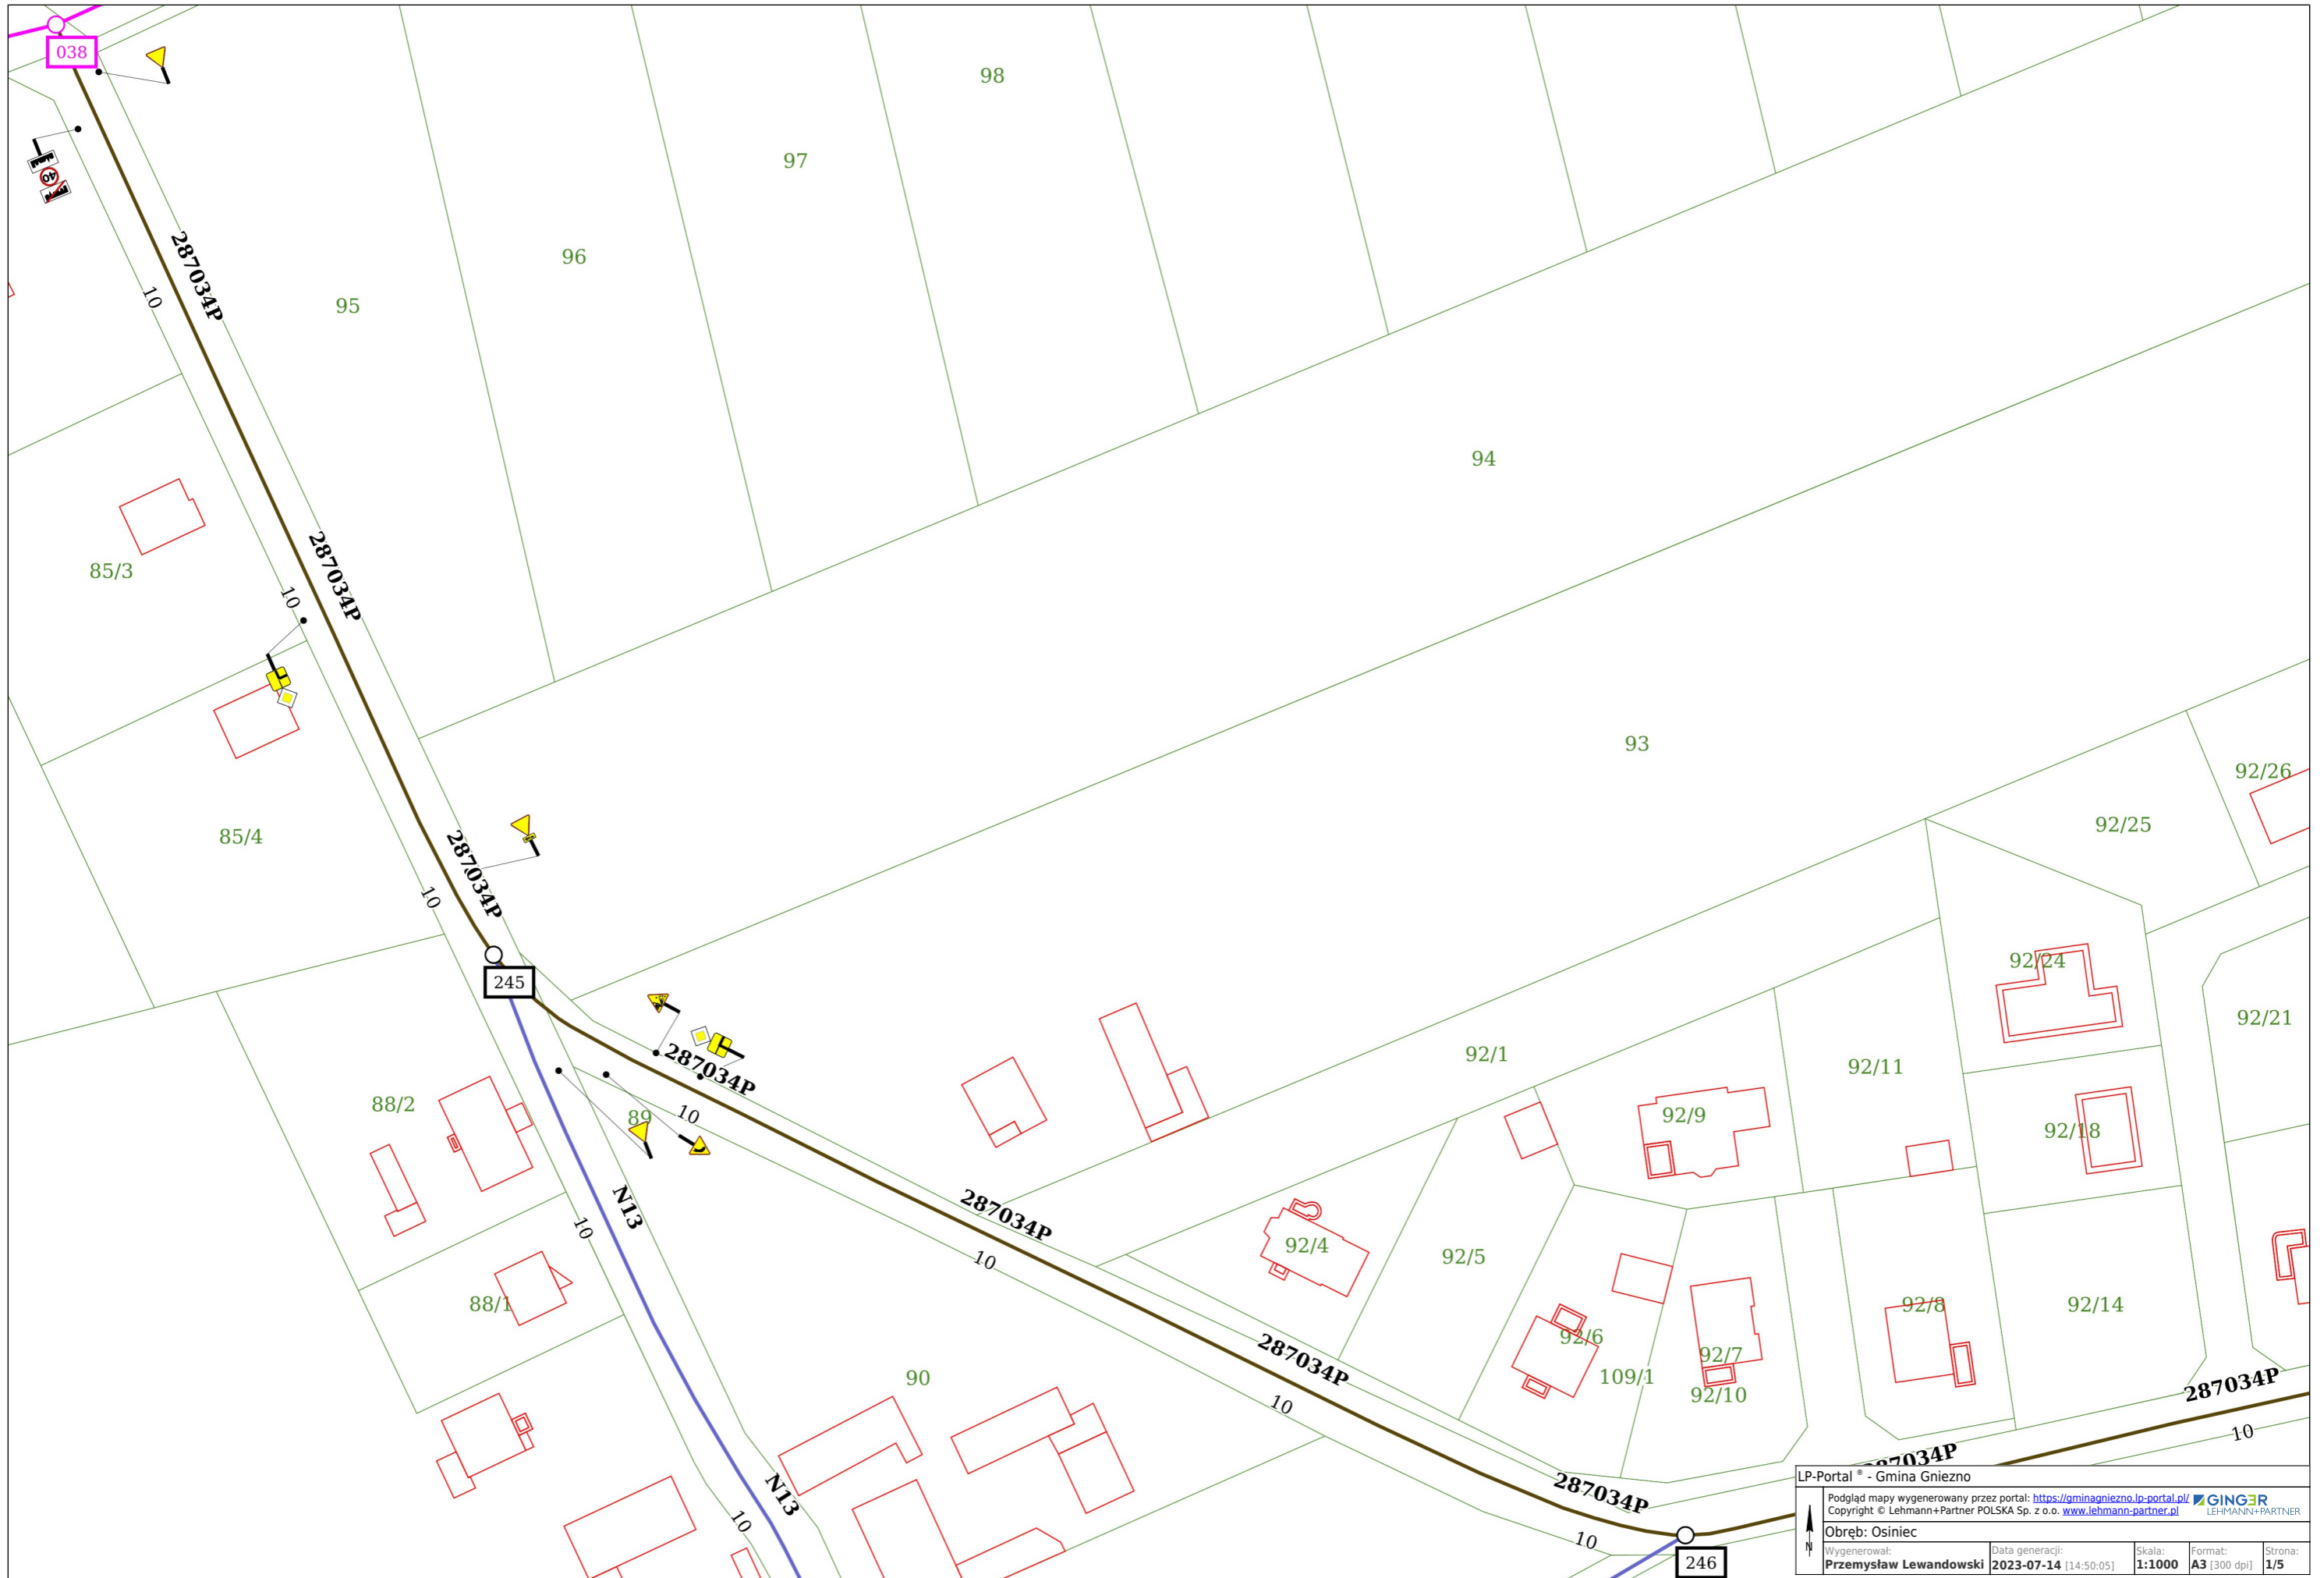 038
98
97
40
96
287034P
10
95
94
287034P
85/3
10
93
92/26
92/25
85/4
287034P
10
92/24
245
92/21
92/1
287034P
92/11
88/2
10
89
92/9
92/18
N13
287034P
10
92/4
92/5
10
88/1
92/8
92/14
92/6
287034P
92/7
90
109/1
287034P
92/10
10
10
287034P
N13
287034P
10
10
246
LP-Portal ® - Gmina Gniezno
Podgląd mapy wygenerowany przez portal: https://gminagniezno.lp-portal.pl/
Copyright © Lehmann+Partner POLSKA Sp. z o.o. www.lehmann-partner.pl
GINGER
LEHMANN+PARTNER
N
Obręb: Osiniec
Wygenerował: Data generacji: Skala: Format: Strona:
Przemysław Lewandowski 2023-07-14 [14:50:05] 1:1000 A3 [300 dpi] 1/5